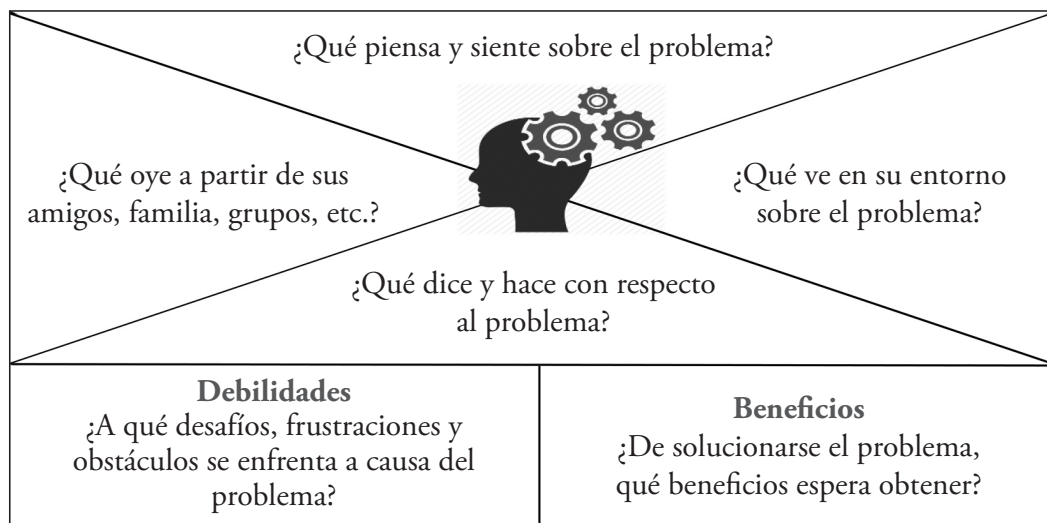 ¿Qué piensa y siente sobre el problema?
¿Qué oye a partir de sus
amigos, familia, grupos, etc.?
¿Qué ve en su entorno
sobre el problema?
¿Qué dice y hace con respecto
al problema?
Debilidades
¿A qué desafíos, frustraciones y
obstáculos se enfrenta a causa del
problema?
Beneficios
¿De solucionarse el problema,
qué beneficios espera obtener?